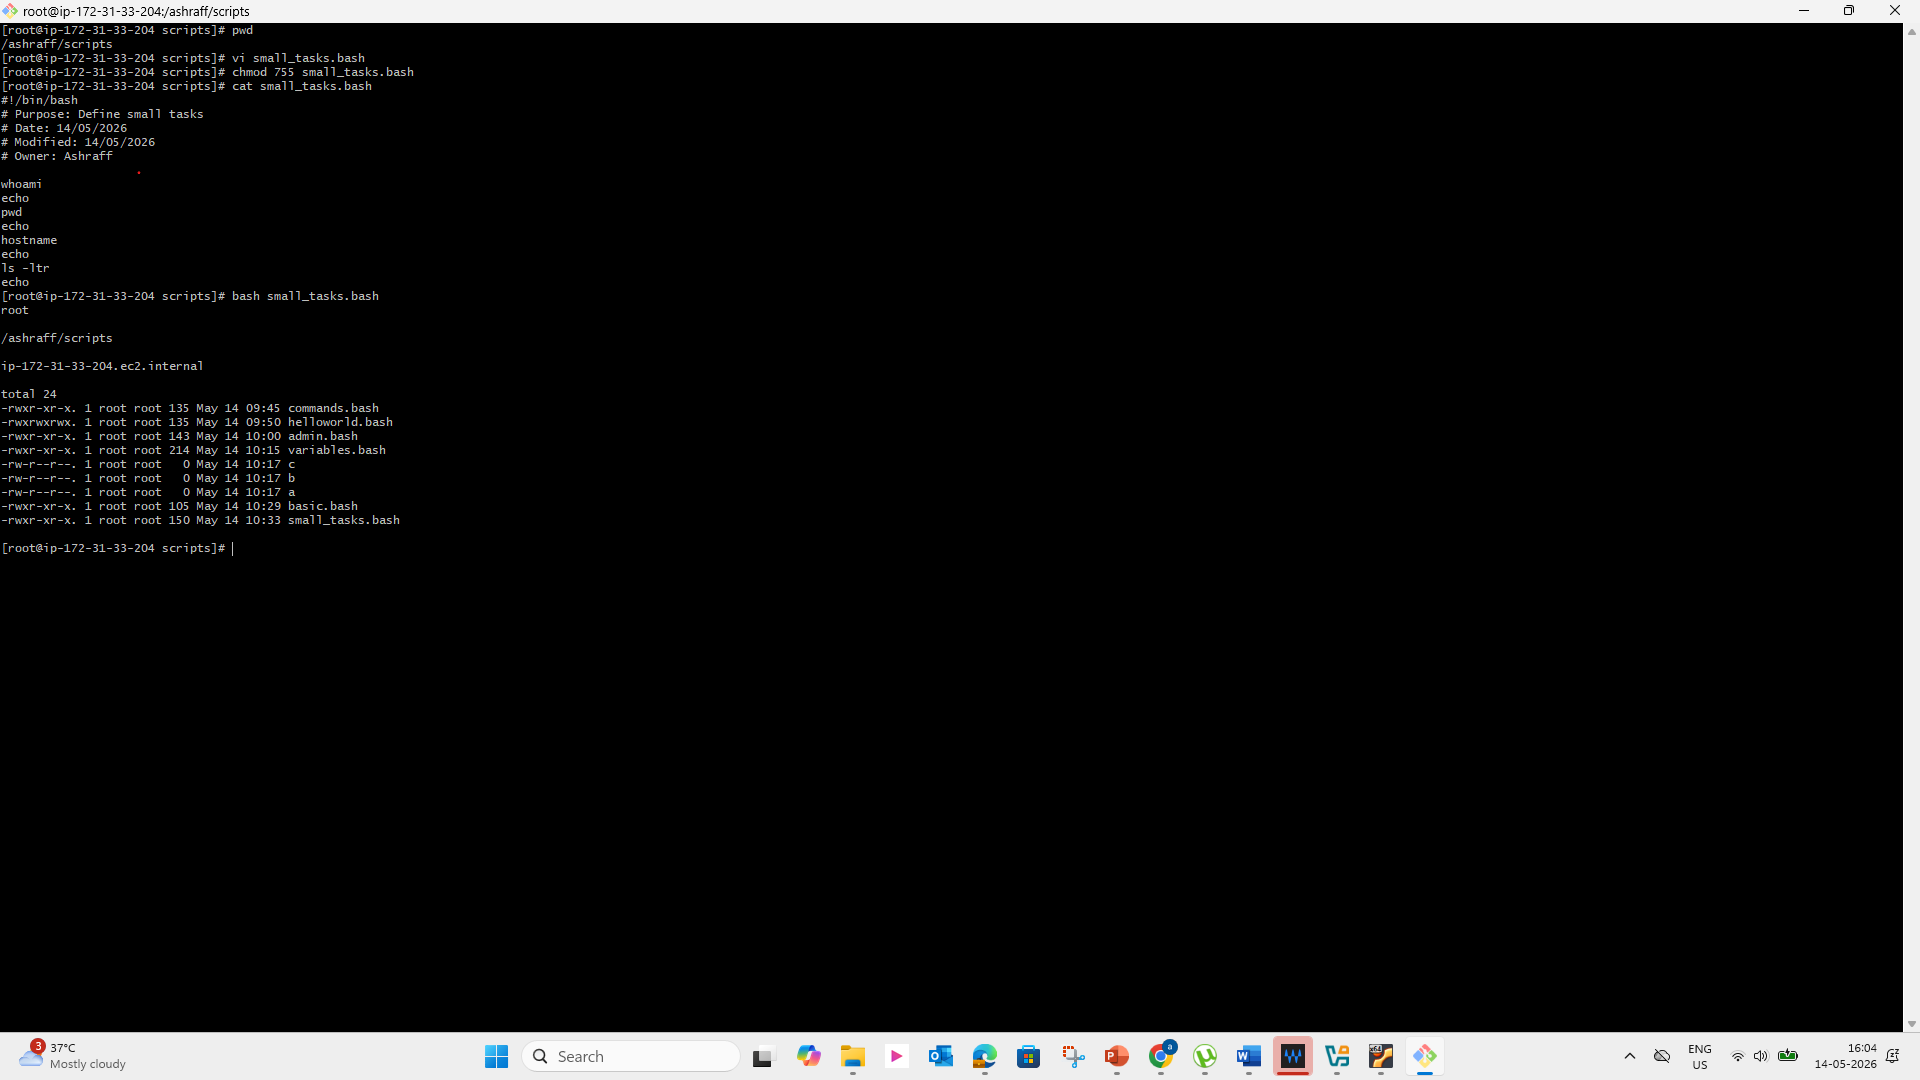 root@ip-172-31-33-204:/ashraff/scripts
[root@ip-172-31-33-204 scripts]# pwd
/ashraff/scripts
[root@ip-172-31-33-204 scripts]# vi small_tasks.bash
[root@ip-172-31-33-204 scripts]# chmod 755 small_tasks.bash
[root@ip-172-31-33-204 scripts]# cat small_tasks.bash
#!/bin/bash
# Purpose: Define small tasks
# Date: 14/05/2026
# Modified: 14/05/2026
# Owner: Ashraff
whoami
echo
pwd
echo
hostname
echo
ls -ltr
echo
[root@ip-172-31-33-204 scripts]# bash small_tasks.bash
root
/ashraff/scripts
ip-172-31-33-204.ec2.internal
total 24
-rwxr-xr-x. 1 root root 135 May 14 09:45 commands.bash
-rwxrwxrwx. 1 root root 135 May 14 09:50 helloworld.bash
-rwxr-xr-x. 1 root root 143 May 14 10:00 admin.bash
-rwxr-xr-x. 1 root root 214 May 14 10:15 variables.bash
-rw-r--r--. 1 root root   0 May 14 10:17 c
-rw-r--r--. 1 root root   0 May 14 10:17 b
-rw-r--r--. 1 root root   0 May 14 10:17 a
-rwxr-xr-x. 1 root root 105 May 14 10:29 basic.bash
-rwxr-xr-x. 1 root root 150 May 14 10:33 small_tasks.bash
[root@ip-172-31-33-204 scripts]#
3
37°C
Mostly cloudy
Search
a
ENG
US
16:04
14-05-2026